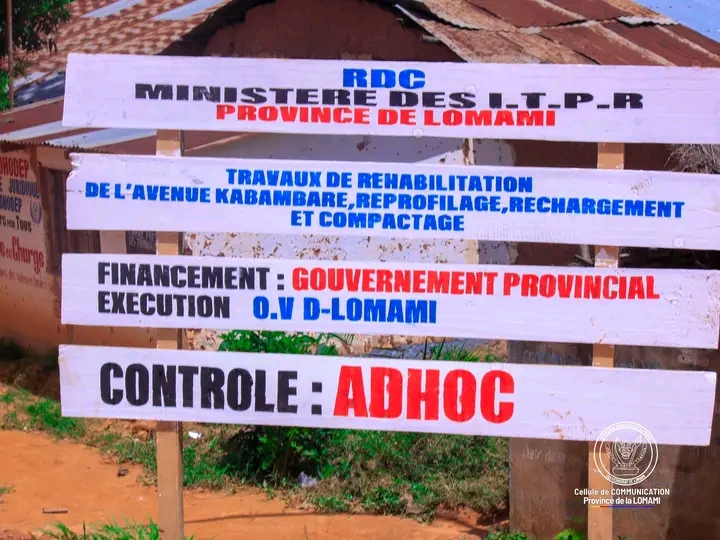 RDC
MINISTERE DES I.T.P.R
PROVINCE DE LOMAMI
TRAVAUX DE REHABILITATION
DE L'AVENUE KABAMBARE,REPROFILAGE,RECHARGEMENT
ET COMPACTAGE
FINANCEMENT : GOUVERNEMENT PROVINCIAL
EXECUTION O.V D-LOMAMI
CONTROLE : ADHOC
Cellule de COMMUNICATION
Province de la LOMAMI